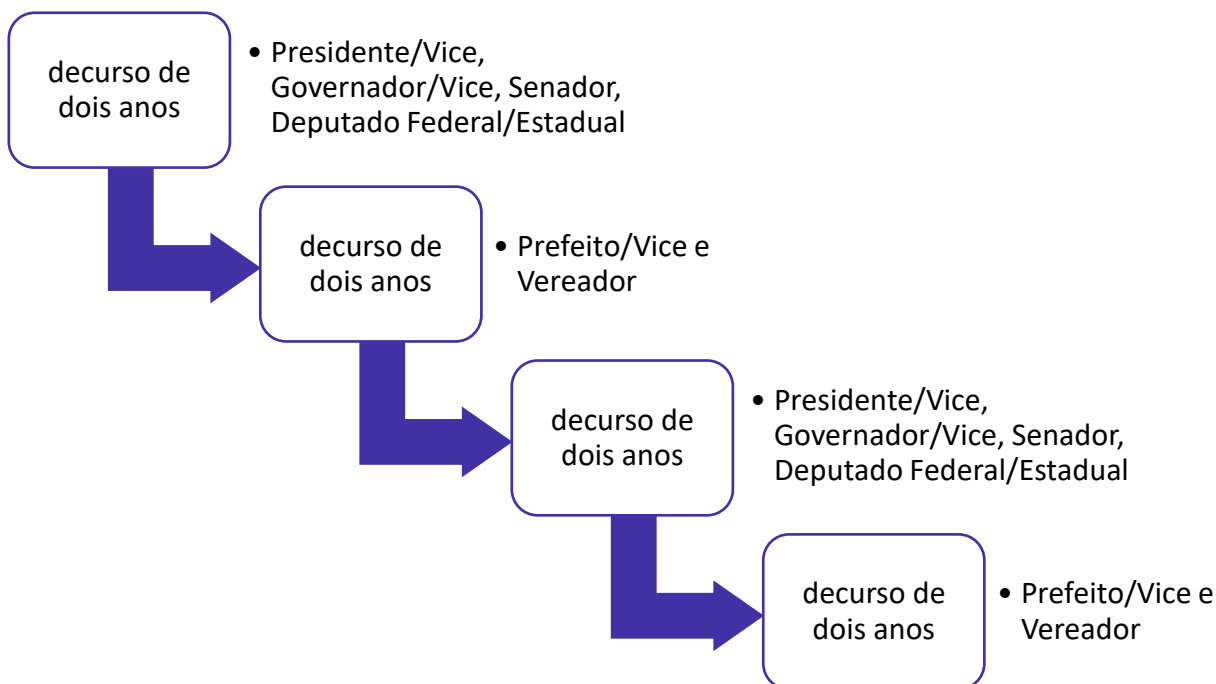 decurso de
dois anos
• Presidente/Vice,
Governador/Vice, Senador,
Deputado Federal/Estadual
decurso de
dois anos
• Prefeito/Vice e
Vereador
decurso de
dois anos
• Presidente/Vice,
Governador/Vice, Senador,
Deputado Federal/Estadual
decurso de
dois anos
• Prefeito/Vice e
Vereador